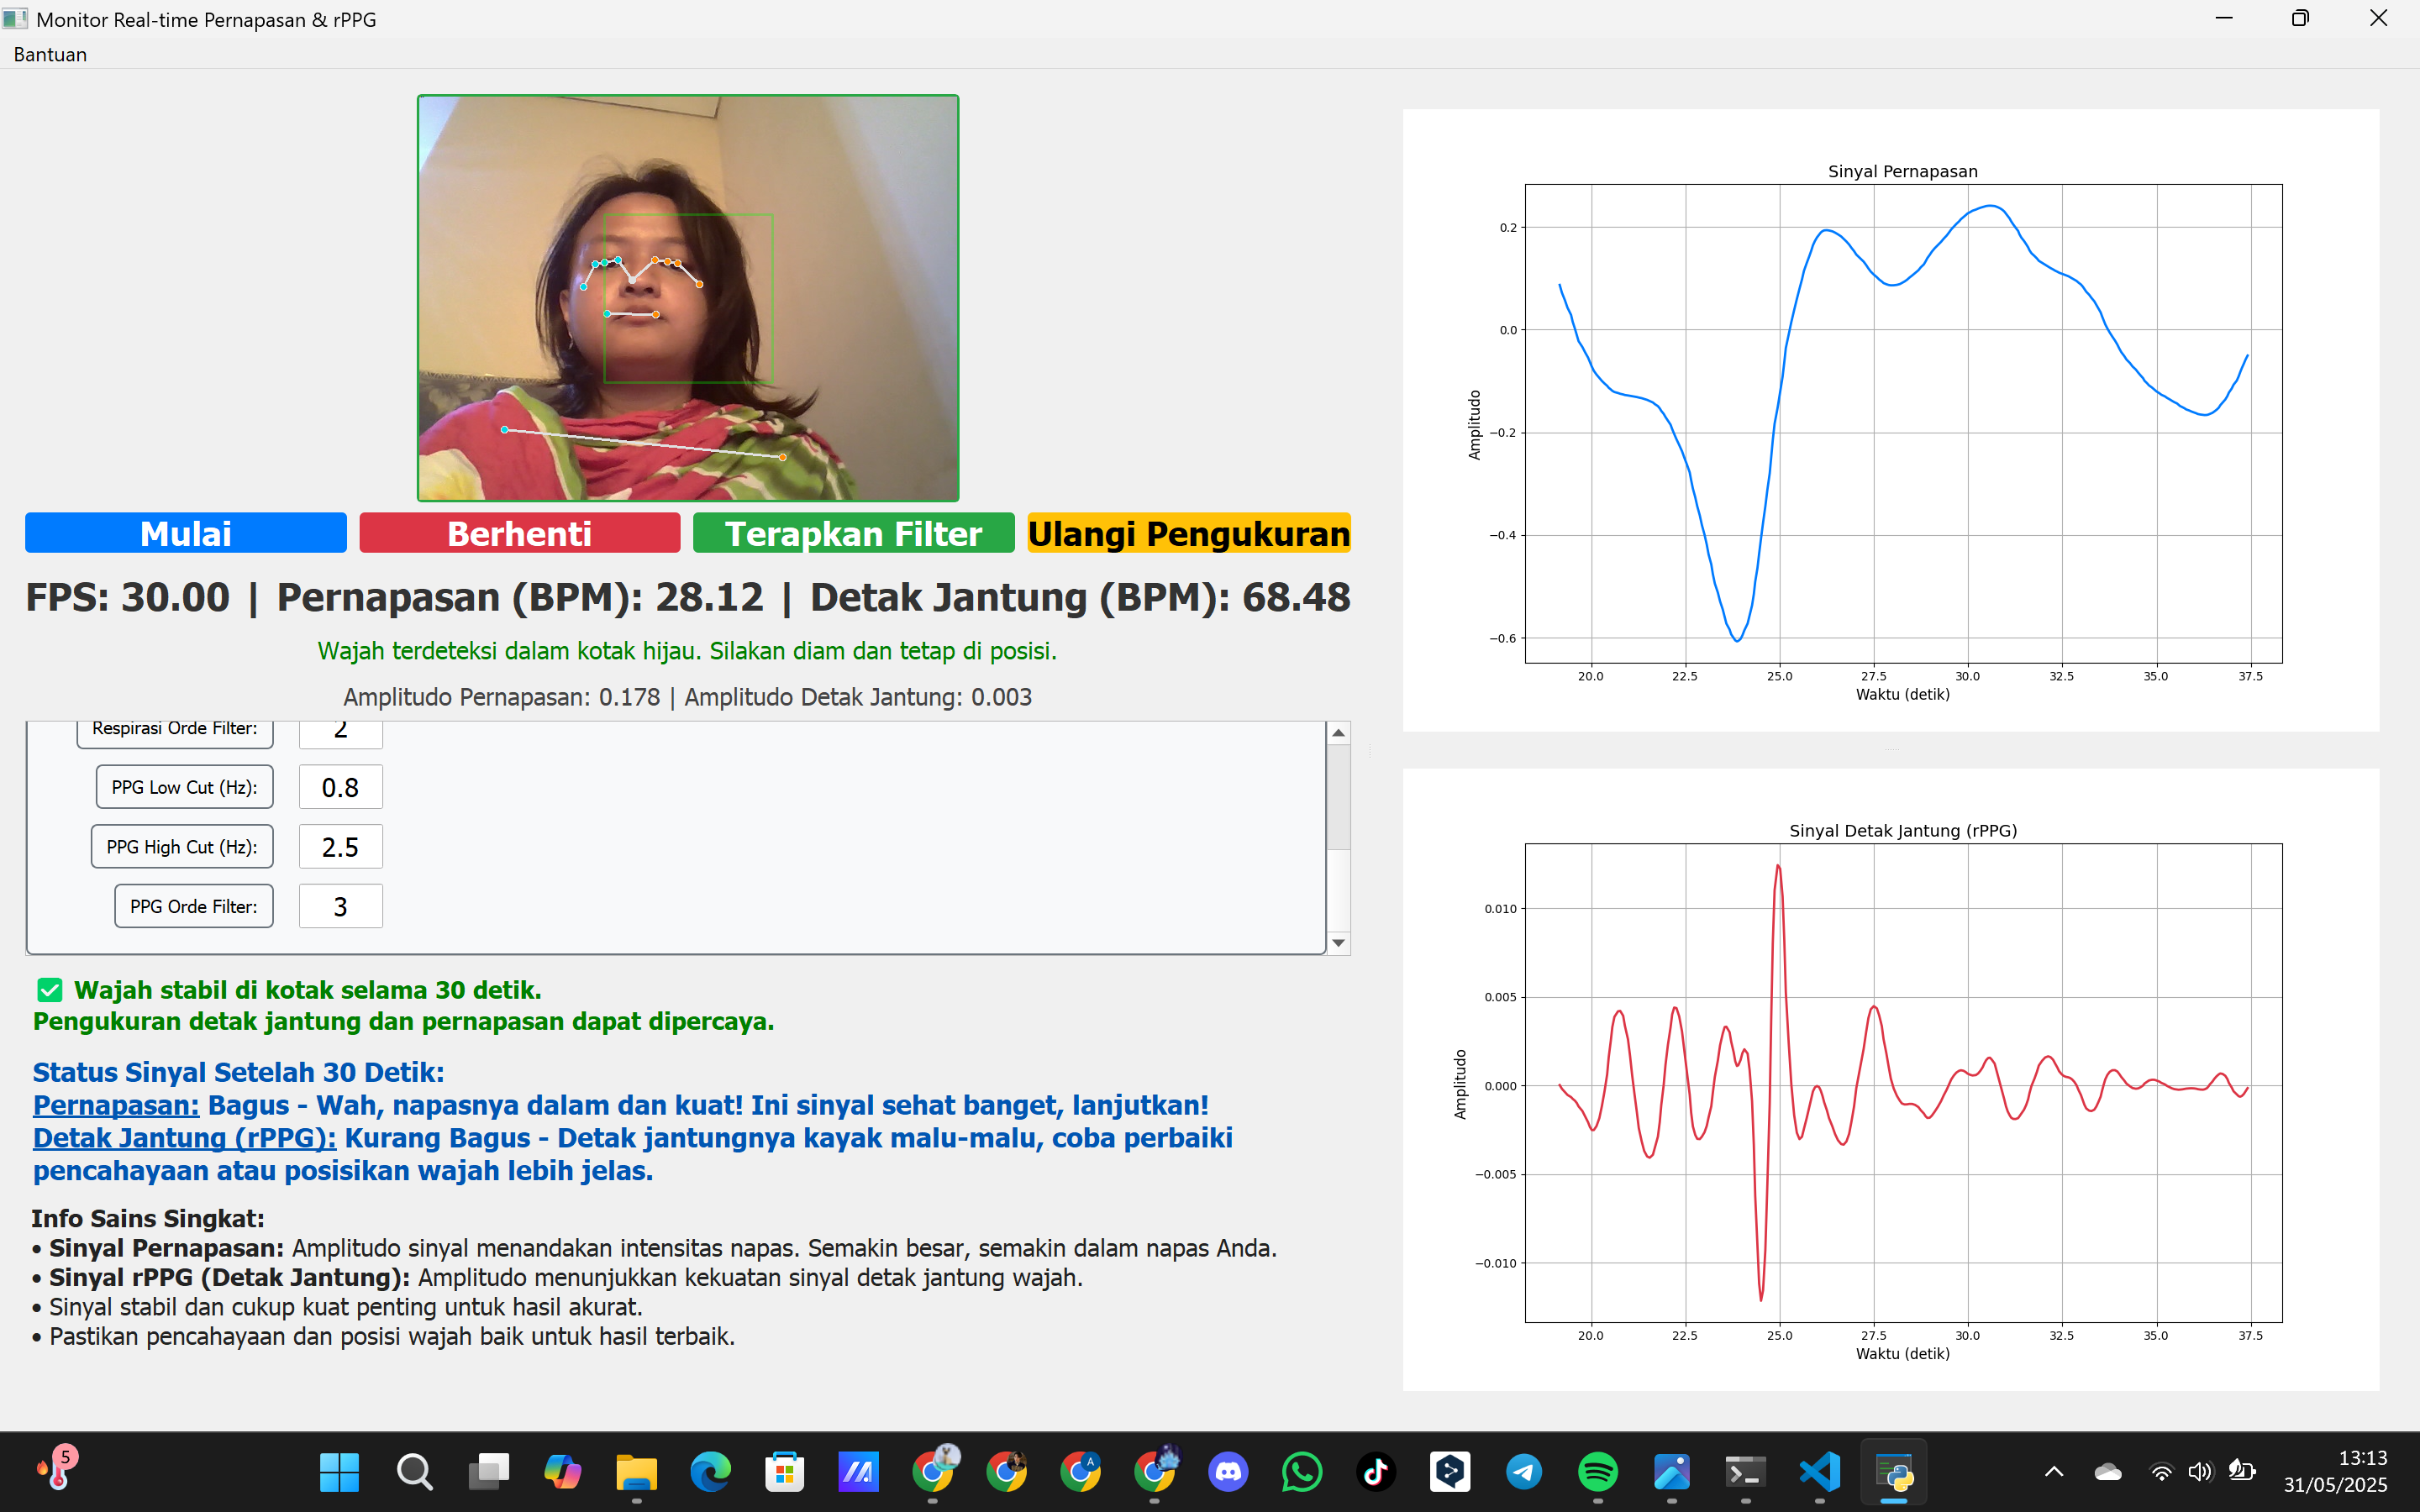 Monitor Real-time Pernapasan & rPPG
Bantuan
Mulai
Berhenti
Terapkan Filter
Ulangi Pengukuran
FPS: 30.00 | Pernapasan (BPM): 28.12 | Detak Jantung (BPM): 68.48
Wajah terdeteksi dalam kotak hijau. Silakan diam dan tetap di posisi.
Amplitudo Pernapasan: 0.178 | Amplitudo Detak Jantung: 0.003
Respirasi Orde Filter: 2
PPG Low Cut (Hz): 0.8
PPG High Cut (Hz): 2.5
PPG Orde Filter: 3
✅ Wajah stabil di kotak selama 30 detik.
Pengukuran detak jantung dan pernapasan dapat dipercaya.
Status Sinyal Setelah 30 Detik:
Pernapasan: Bagus - Wah, napasnya dalam dan kuat! Ini sinyal sehat banget, lanjutkan!
Detak Jantung (rPPG): Kurang Bagus - Detak jantungnya kayak malu-malu, coba perbaiki
pencahayaan atau posisikan wajah lebih jelas.
Info Sains Singkat:
• Sinyal Pernapasan: Amplitudo sinyal menandakan intensitas napas. Semakin besar, semakin dalam napas Anda.
• Sinyal rPPG (Detak Jantung): Amplitudo menunjukkan kekuatan sinyal detak jantung wajah.
• Sinyal stabil dan cukup kuat penting untuk hasil akurat.
• Pastikan pencahayaan dan posisi wajah baik untuk hasil terbaik.
Sinyal Pernapasan
Amplitudo
0.2
0.0
−0.2
−0.4
−0.6
20.0 22.5 25.0 27.5 30.0 32.5 35.0 37.5
Waktu (detik)
Sinyal Detak Jantung (rPPG)
Amplitudo
0.010
0.005
0.000
−0.005
−0.010
20.0 22.5 25.0 27.5 30.0 32.5 35.0 37.5
Waktu (detik)
5
A
13:13
31/05/2025